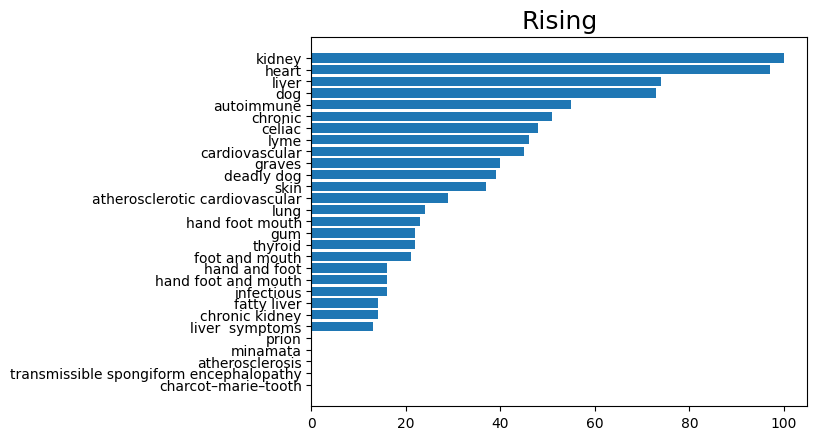 Rising
kidney
heart
liver
dog
autoimmune
chronic
celiac
lyme
cardiovascular
graves
deadly dog
skin
atherosclerotic cardiovascular
lung
hand foot mouth
gum
thyroid
foot and mouth
hand and foot
hand foot and mouth
infectious
fatty liver
chronic kidney
liver  symptoms
prion
minamata
atherosclerosis
transmissible spongiform encephalopathy
charcot–marie–tooth
0 20 40 60 80 100